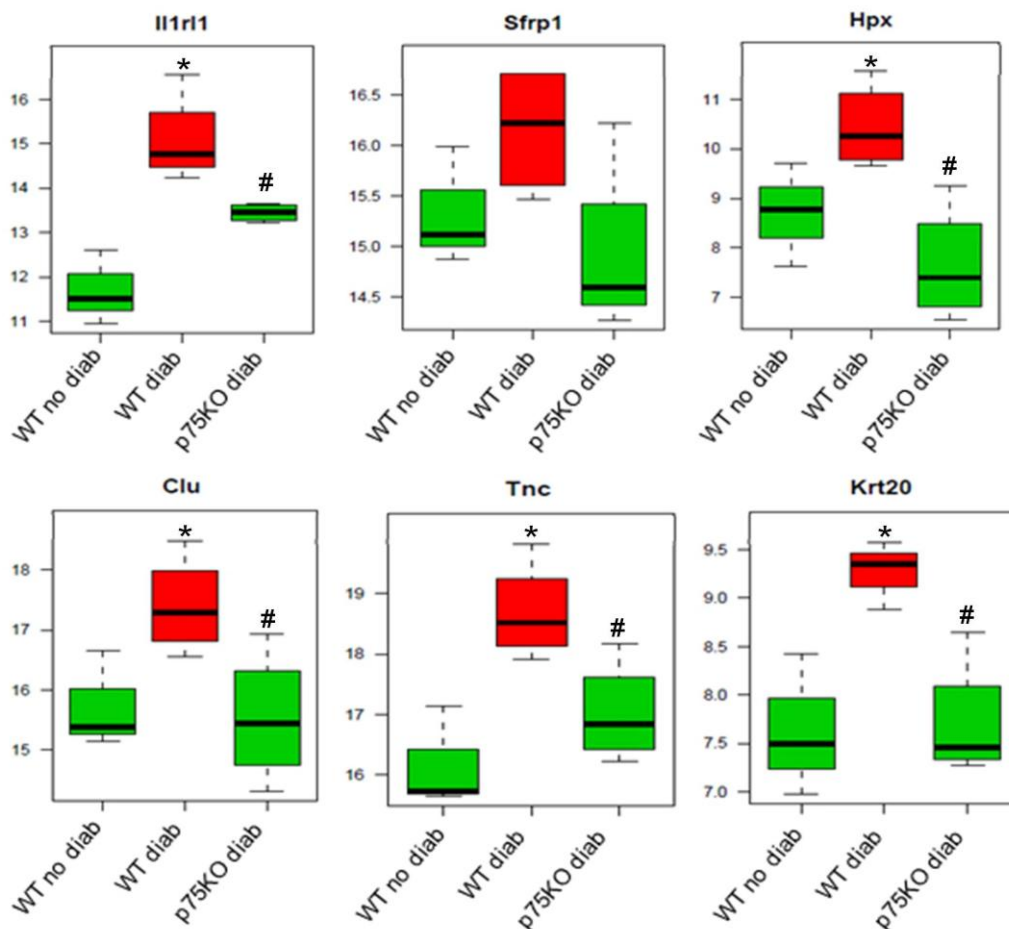 Il1rl1
*
#
16
15
14
13
12
11
WT no diab
WT diab
p75KO diab
Sfrp1
16.5
16.0
15.5
15.0
14.5
WT no diab
WT diab
p75KO diab
Hpx
*
#
11
10
9
8
7
WT no diab
WT diab
p75KO diab
Clu
*
#
18
17
16
15
WT no diab
WT diab
p75KO diab
Tnc
*
#
19
18
17
16
WT no diab
WT diab
p75KO diab
Krt20
*
#
9.5
9.0
8.5
8.0
7.5
7.0
WT no diab
WT diab
p75KO diab